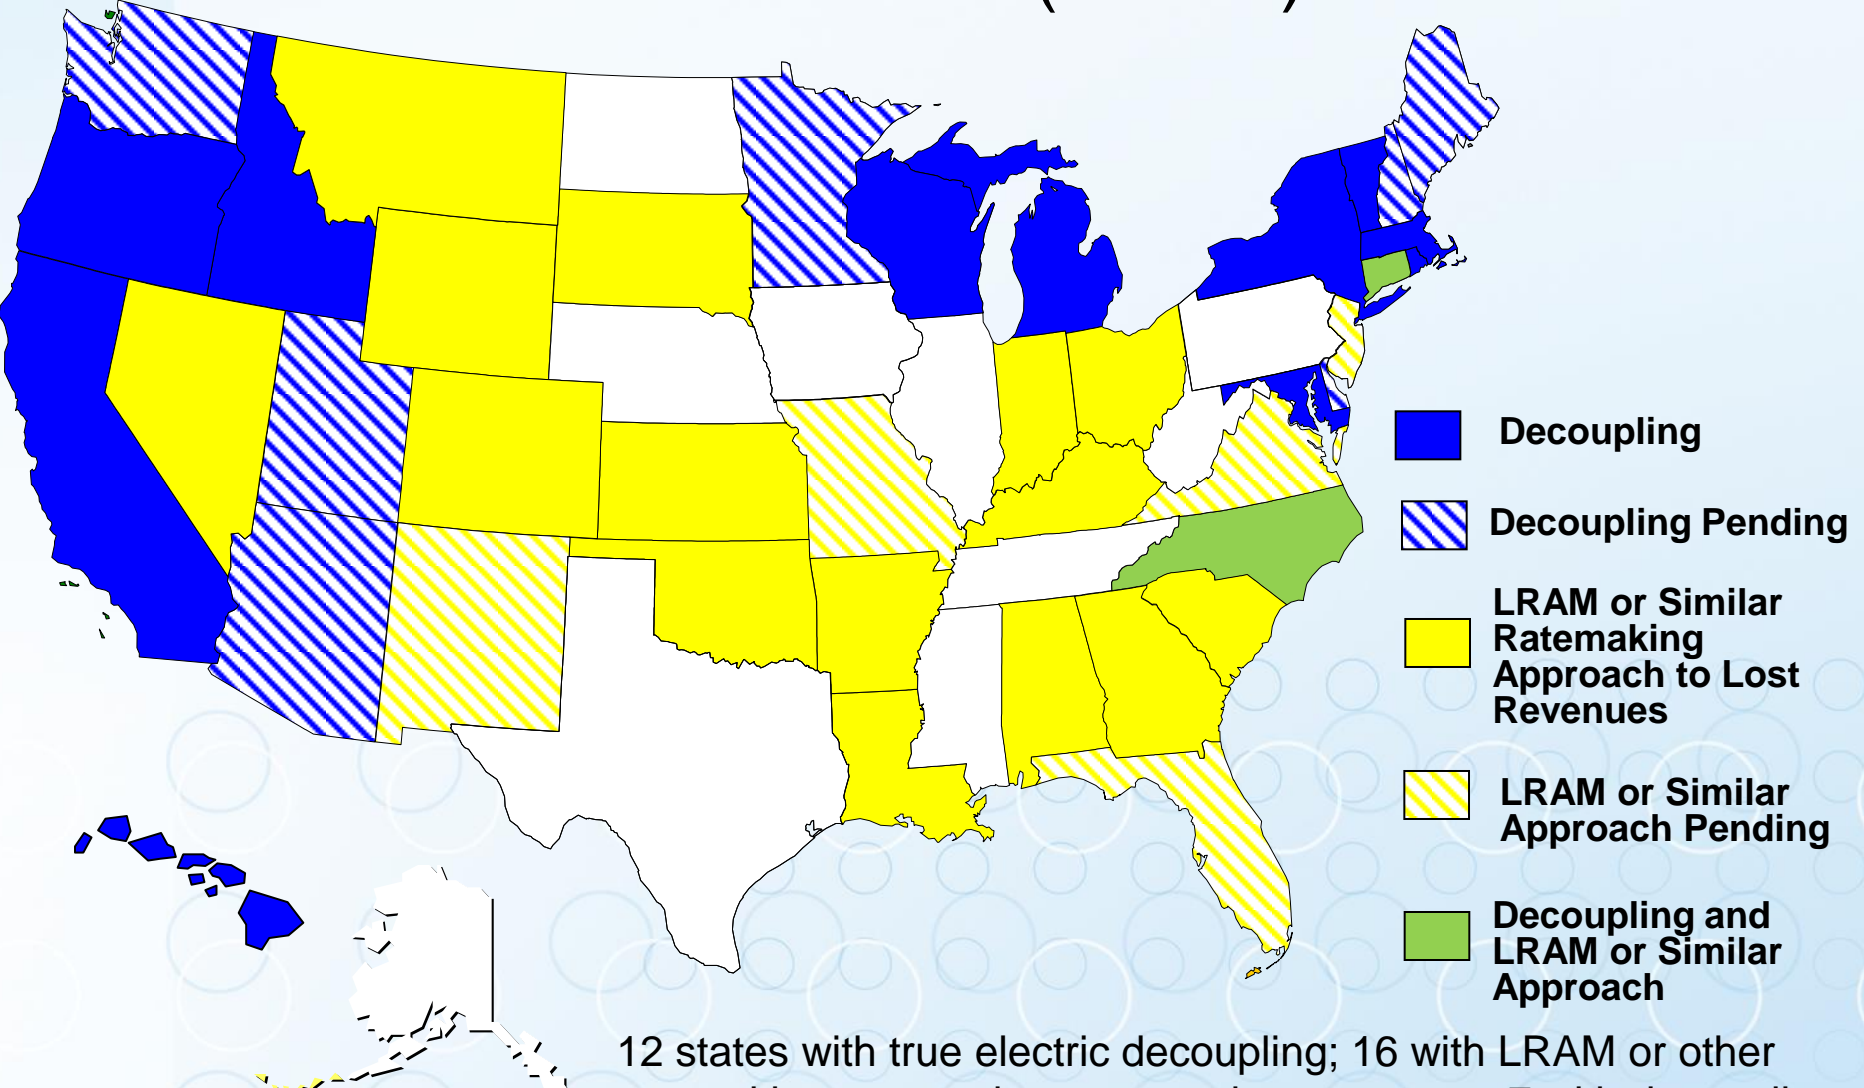 Decoupling
Decoupling Pending
LRAM or Similar
Ratemaking
Approach to Lost
Revenues
LRAM or Similar
Approach Pending
Decoupling and
LRAM or Similar
Approach
12 states with true electric decoupling; 16 with LRAM or other